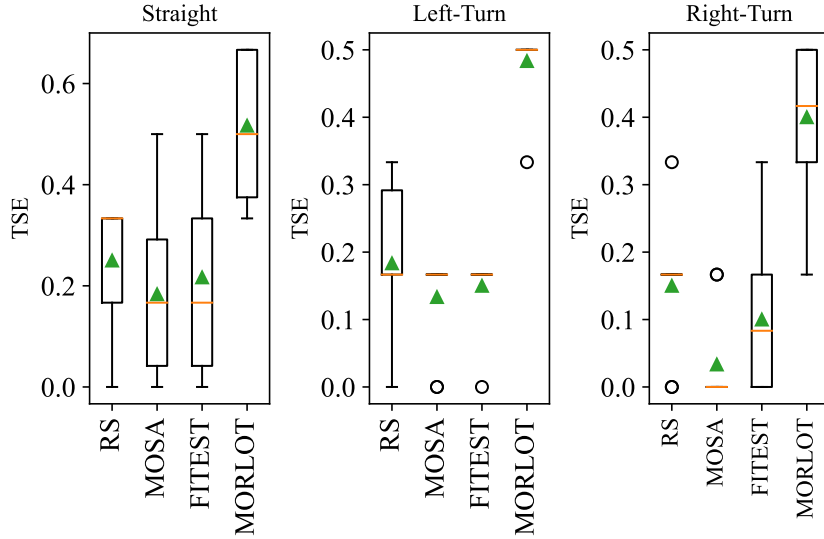 Straight
TSE
0.6
0.4
0.2
0.0
RS
MOSA
FITEST
MORLOT
Left-Turn
TSE
0.5
0.4
0.3
0.2
0.1
0.0
RS
MOSA
FITEST
MORLOT
Right-Turn
TSE
0.5
0.4
0.3
0.2
0.1
0.0
RS
MOSA
FITEST
MORLOT